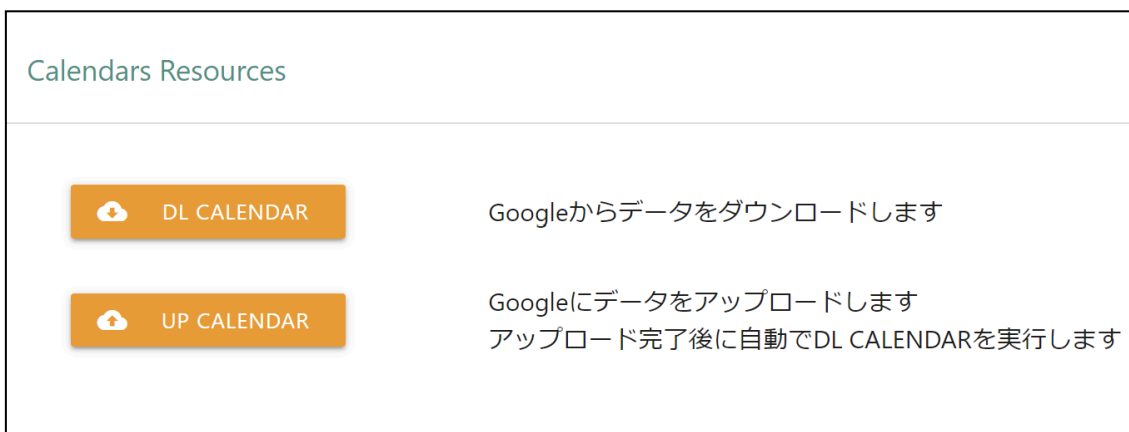 Calendars Resources
DL CALENDAR
Googleからデータをダウンロードします
UP CALENDAR
Googleにデータをアップロードします
アップロード完了後に自動でDL CALENDARを実行します